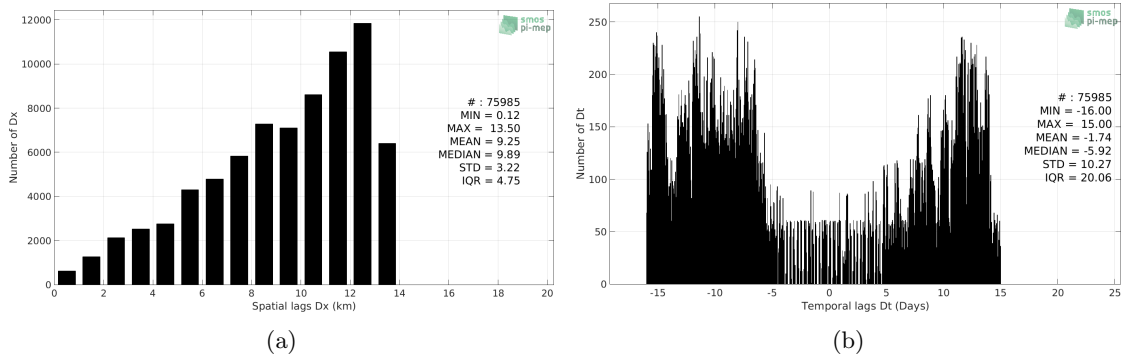 12000
10000
8000
6000
4000
2000
0
Number of Dx
smos
pi-mep
# : 75985
MIN = 0.12
MAX = 13.50
MEAN = 9.25
MEDIAN = 9.89
STD = 3.22
IQR = 4.75
0 2 4 6 8 10 12 14 16 18 20
Spatial lags Dx (km)
(a)
250
200
150
100
50
0
Number of Dt
smos
pi-mep
# : 75985
MIN = -16.00
MAX = 15.00
MEAN = -1.74
MEDIAN = -5.92
STD = 10.27
IQR = 20.06
-15 -10 -5 0 5 10 15 20 25
Temporal lags Dt (Days)
(b)